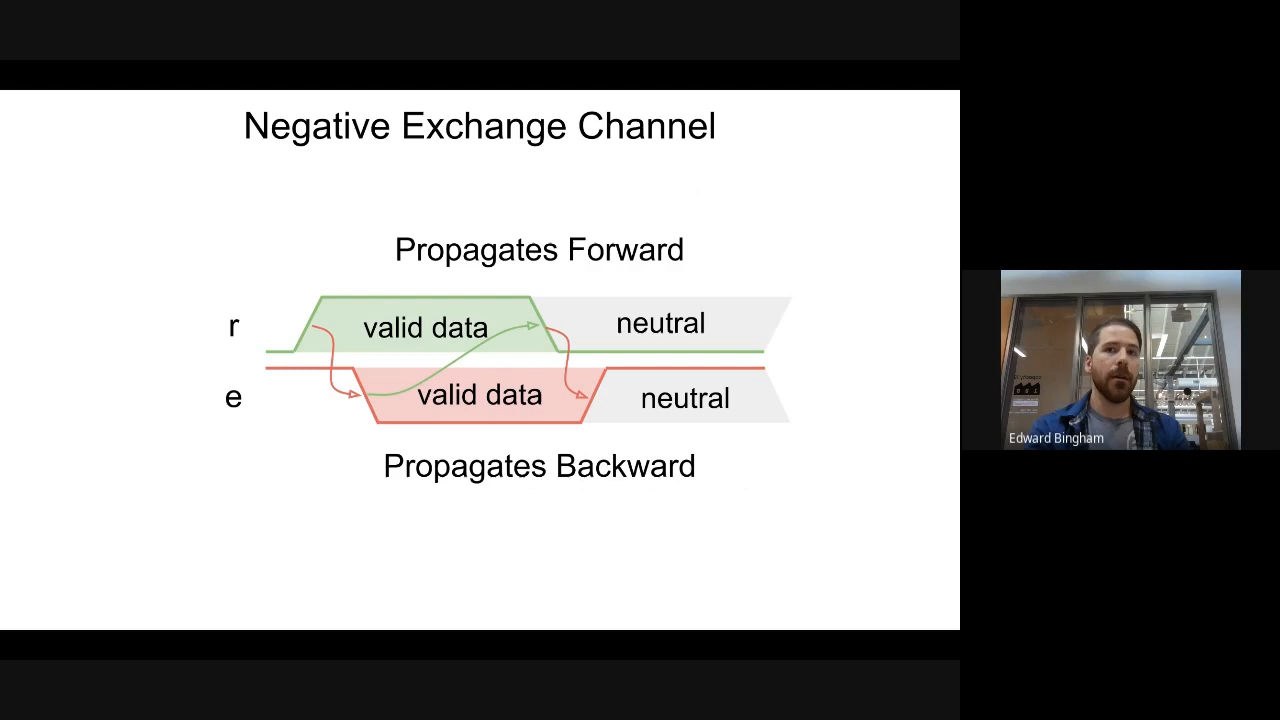 Negative Exchange Channel
Propagates Forward
r
valid data
neutral
e
valid data
neutral
Propagates Backward
Edward Bingham